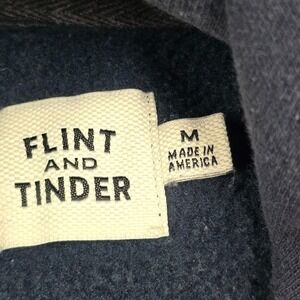 FLINT
AND
TINDER
M
MADE IN
AMERICA